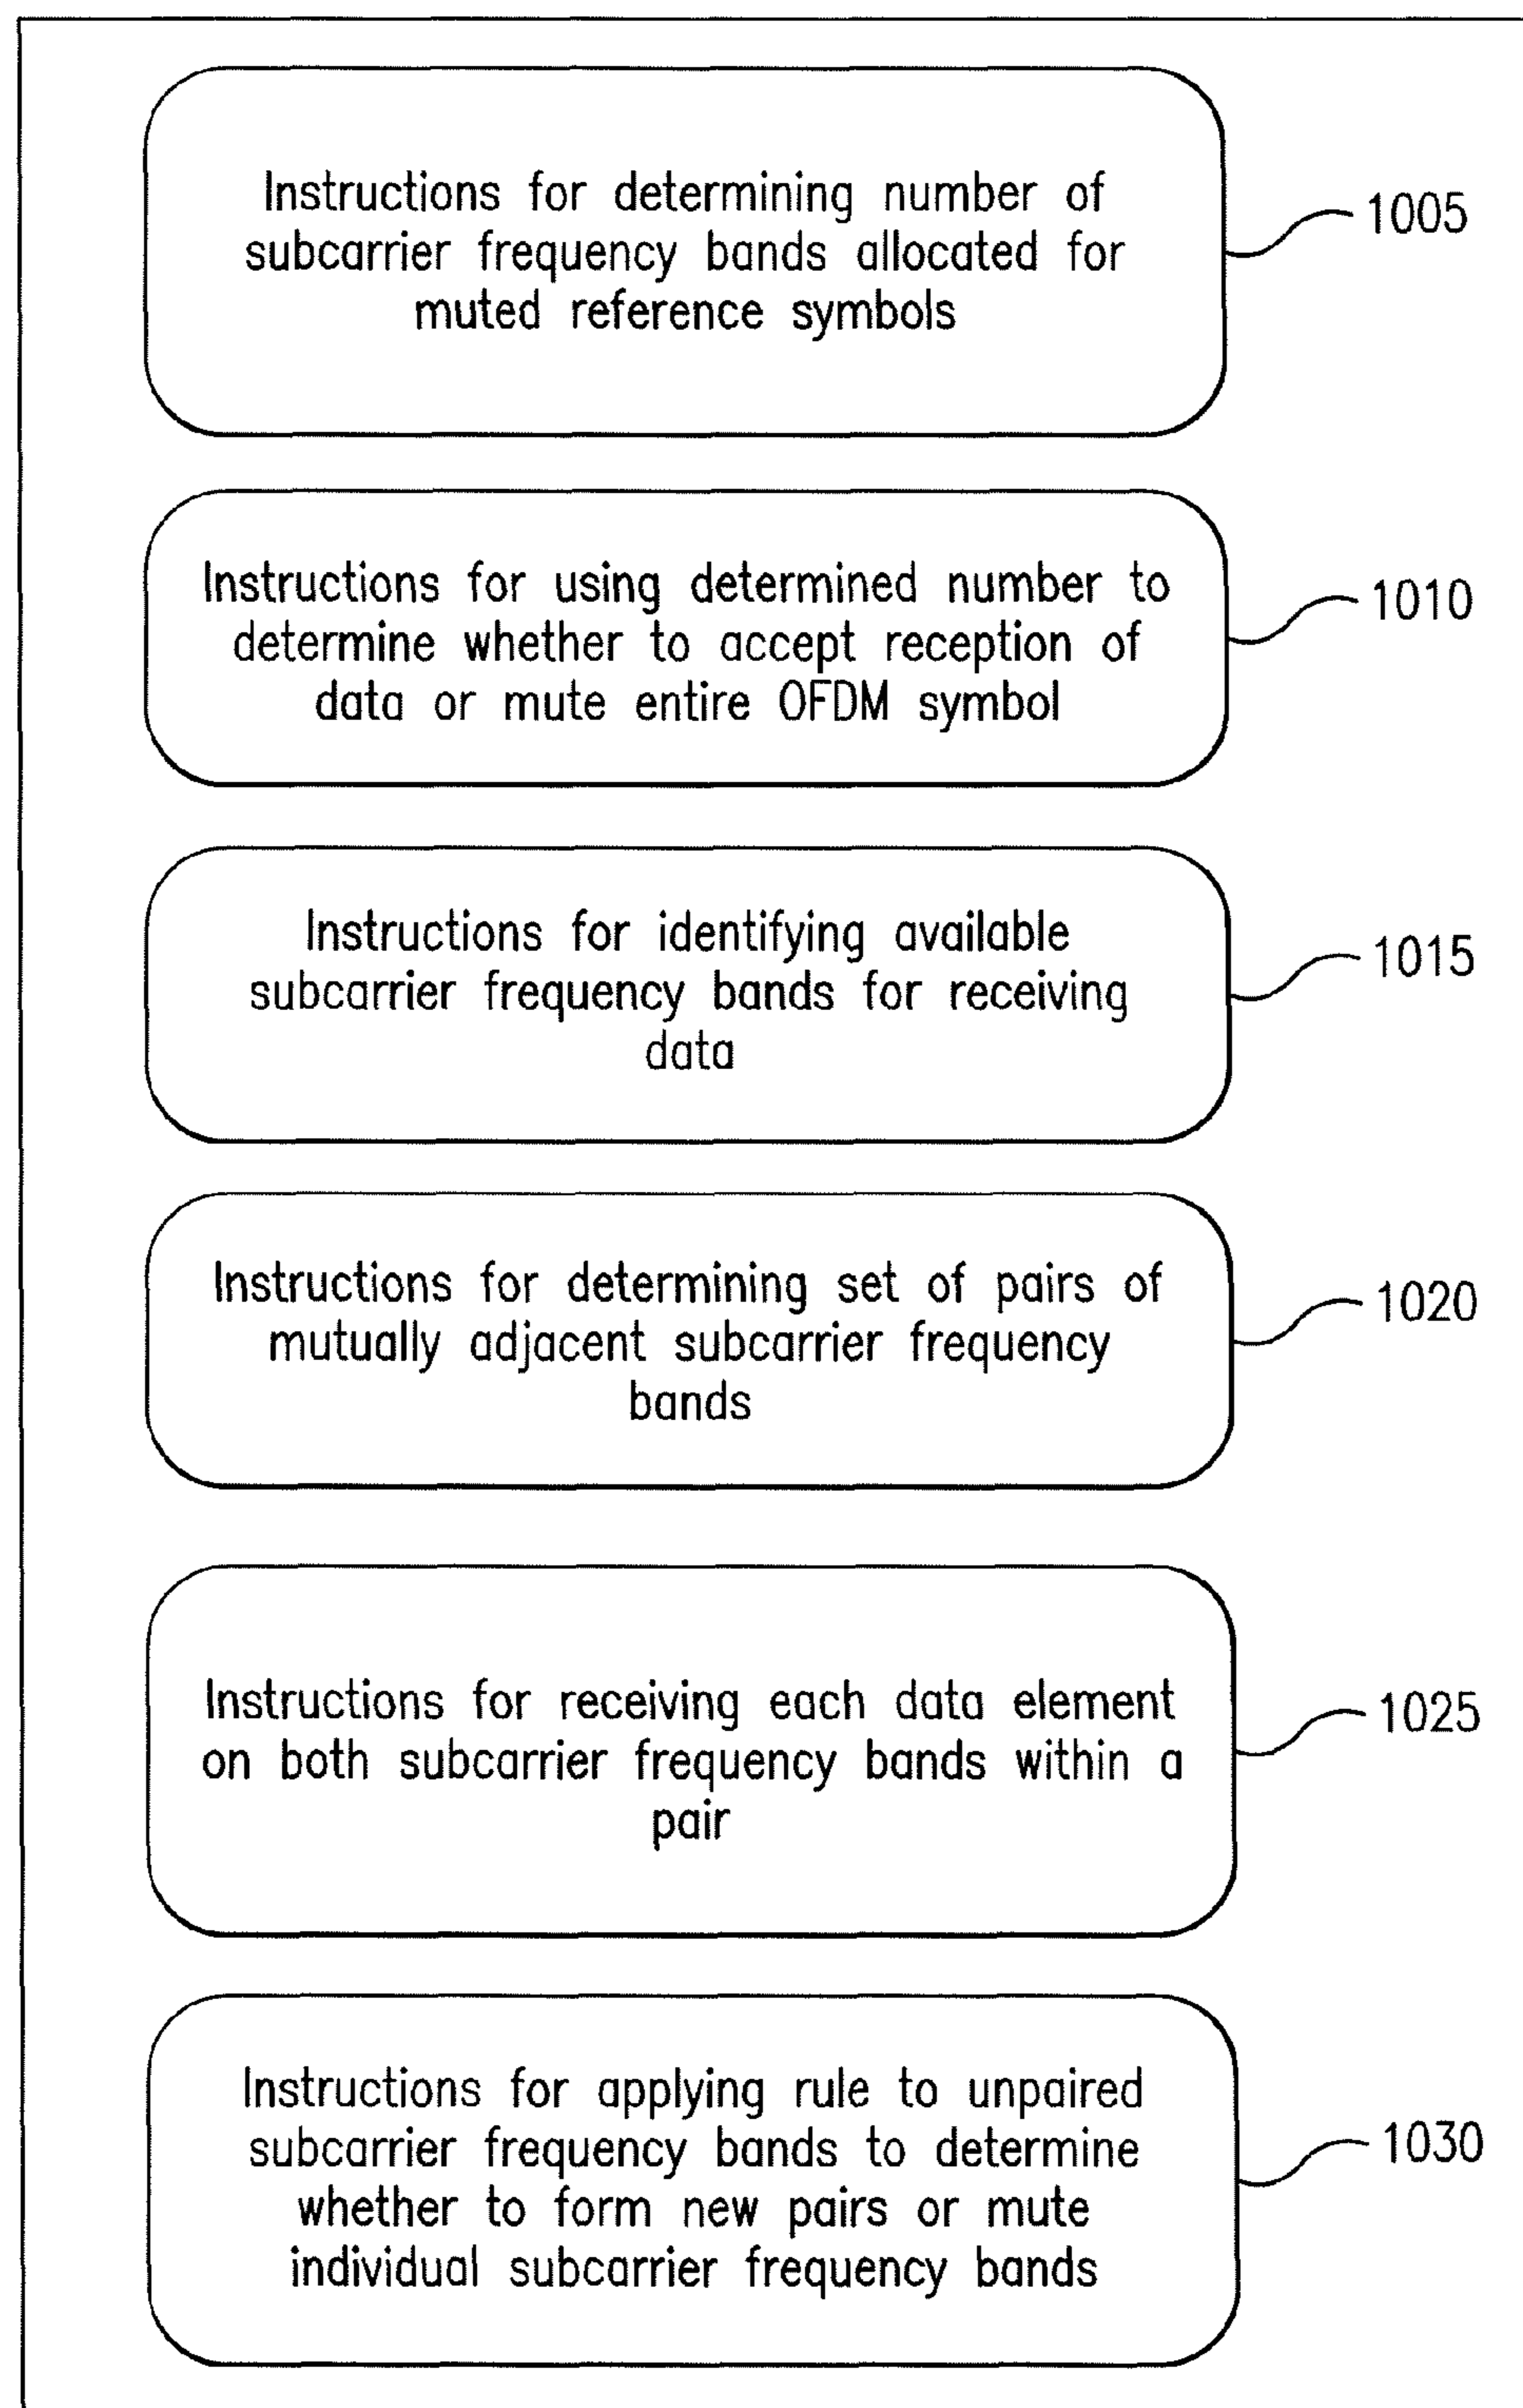 Instructions for determining number of
subcarrier frequency bands allocated for
muted reference symbols
1005
Instructions for using determined number to
determine whether to accept reception of
data or mute entire OFDM symbol
1010
Instructions for identifying available
subcarrier frequency bands for receiving
data
1015
Instructions for determining set of pairs of
mutually adjacent subcarrier frequency
bands
1020
Instructions for receiving each data element
on both subcarrier frequency bands within a
pair
1025
Instructions for applying rule to unpaired
subcarrier frequency bands to determine
whether to form new pairs or mute
individual subcarrier frequency bands
1030